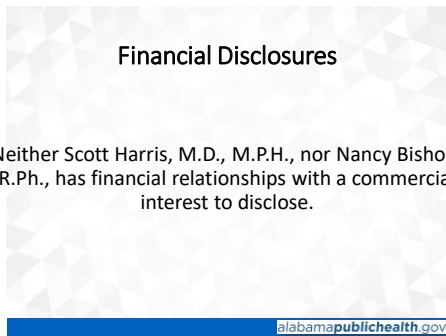 Financial Disclosures
Neither Scott Harris, M.D., M.P.H., nor Nancy Bisho
R.Ph., has financial relationships with a commercia
interest to disclose.
alabamapublichealth.gov